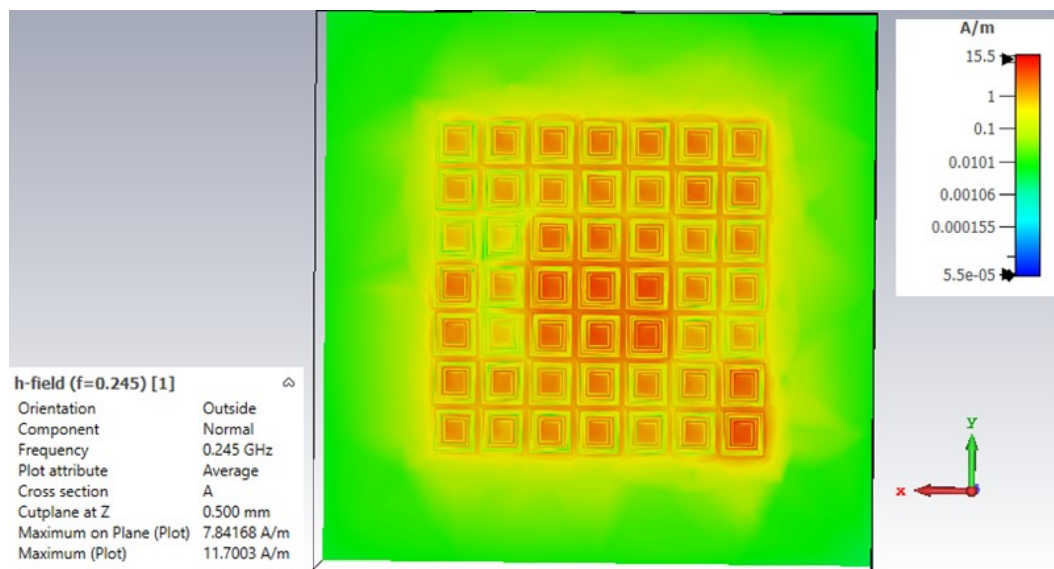 A/m
15.5
1
0.1
0.0101
0.00106
0.000155
5.5e-05
h-field (f=0.245) [1]
Orientation Outside
Component Normal
Frequency 0.245 GHz
Plot attribute Average
Cross section A
Cutplane at Z 0.500 mm
Maximum on Plane (Plot) 7.84168 A/m
Maximum (Plot) 11.7003 A/m
y
x